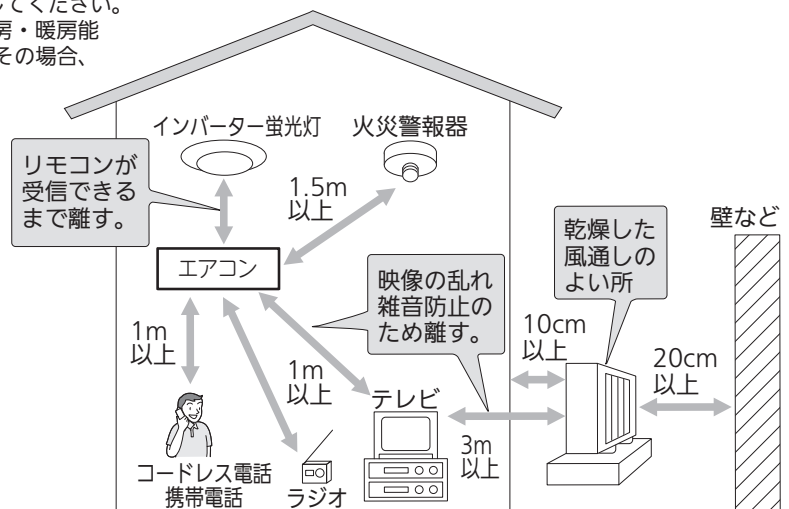 してください。
房・暖房能
その場合、
インバーター蛍光灯
火災警報器
リモコンが
受信できる
まで離す。
1.5m
以上
エアコン
映像の乱れ
雑音防止の
ため離す。
乾燥した
風通しの
よい所
壁など
1m
以上
1m
以上
10cm
以上
20cm
以上
テレビ
3m
以上
コードレス電話
携帯電話
ラジオ